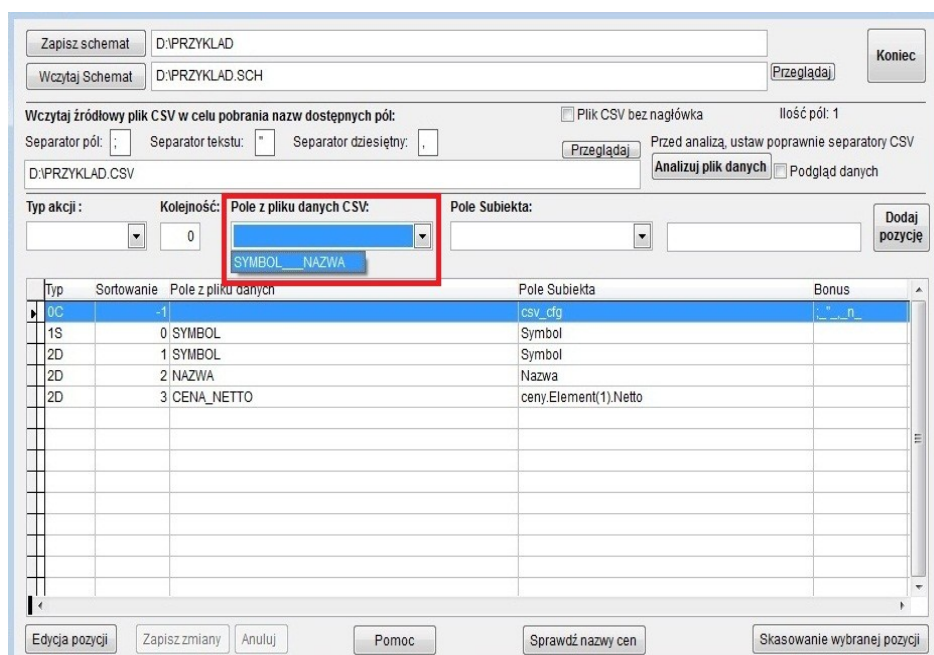 Zapisz schemat D:\PRZYKLAD
Koniec
Wczytaj Schemat D:\PRZYKLAD.SCH Przeglądaj
Wczytaj źródłowy plik CSV w celu pobrania nazw dostępnych pól: Plik CSV bez nagłówka Ilość pól: 1
Separator pól: ; Separator tekstu: " Separator dziesiętny: , Przeglądaj Przed analizą, ustaw poprawnie separatory CSV
D:\PRZYKLAD.CSV Analizuj plik danych Podgląd danych
Typ akcji : Kolejność: Pole z pliku danych CSV: Pole Subiekta:
0 Dodaj pozycję
SYMBOL___NAZWA
Typ Sortowanie Pole z pliku danych Pole Subiekta Bonus
0C -1 csv_cfg ;_"_,_n_
1S 0 SYMBOL Symbol
2D 1 SYMBOL Symbol
2D 2 NAZWA Nazwa
2D 3 CENA_NETTO ceny.Element(1).Netto
Edycja pozycji Zapisz zmiany Anuluj Pomoc Sprawdź nazwy cen Skasowanie wybranej pozycji